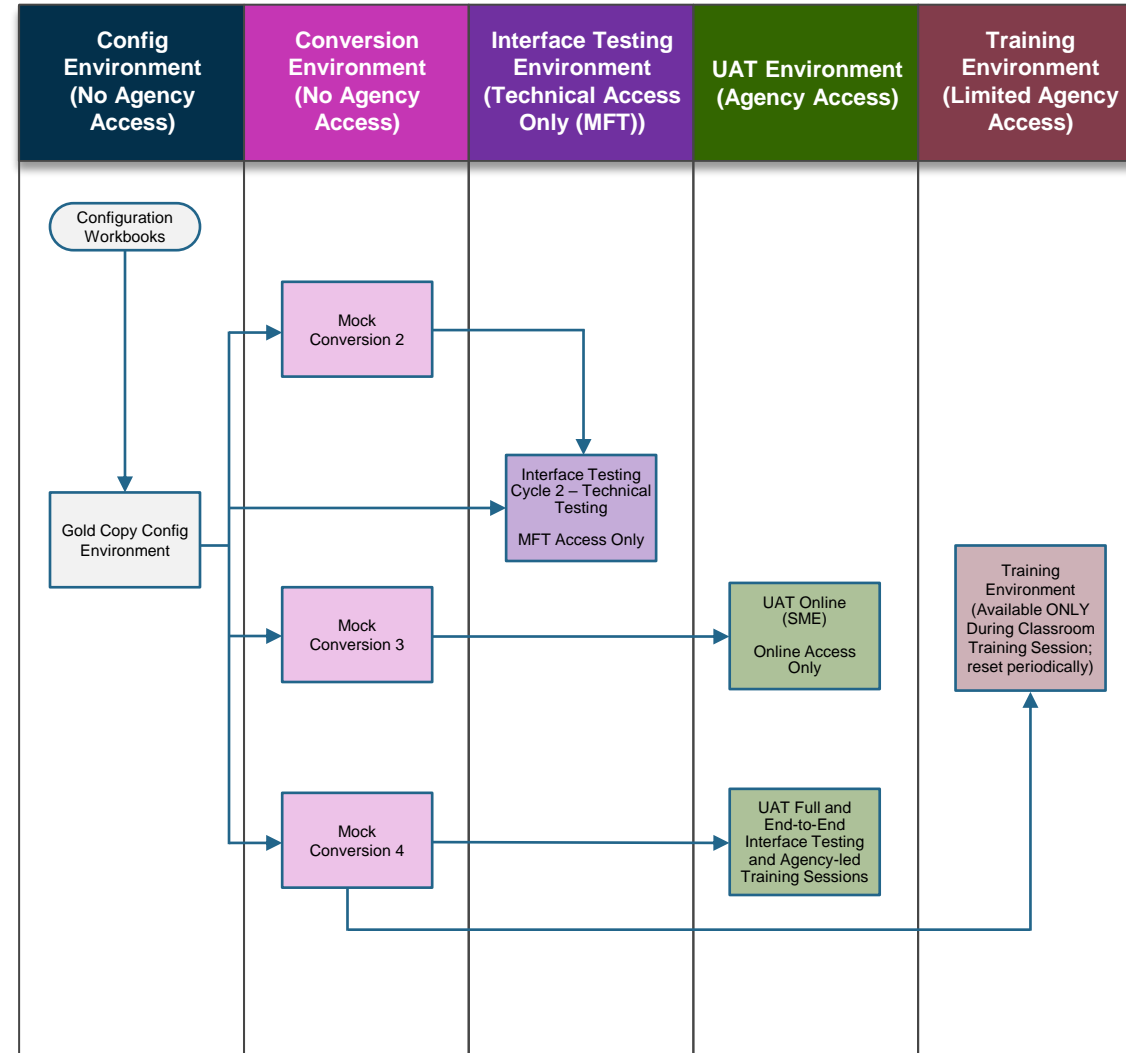 Config
Environment
(No Agency
Access)
Conversion
Environment
(No Agency
Access)
Interface Testing
Environment
(Technical Access
Only (MFT))
UAT Environment
(Agency Access)
Training
Environment
(Limited Agency
Access)
Configuration
Workbooks
Mock
Conversion 2
Interface Testing
Cycle 2 – Technical
Testing
MFT Access Only
Gold Copy Config
Environment
Mock
Conversion 3
UAT Online
(SME)
Online Access
Only
Training
Environment
(Available ONLY
During Classroom
Training Session;
reset periodically)
Mock
Conversion 4
UAT Full and
End-to-End
Interface Testing
and Agency-led
Training Sessions